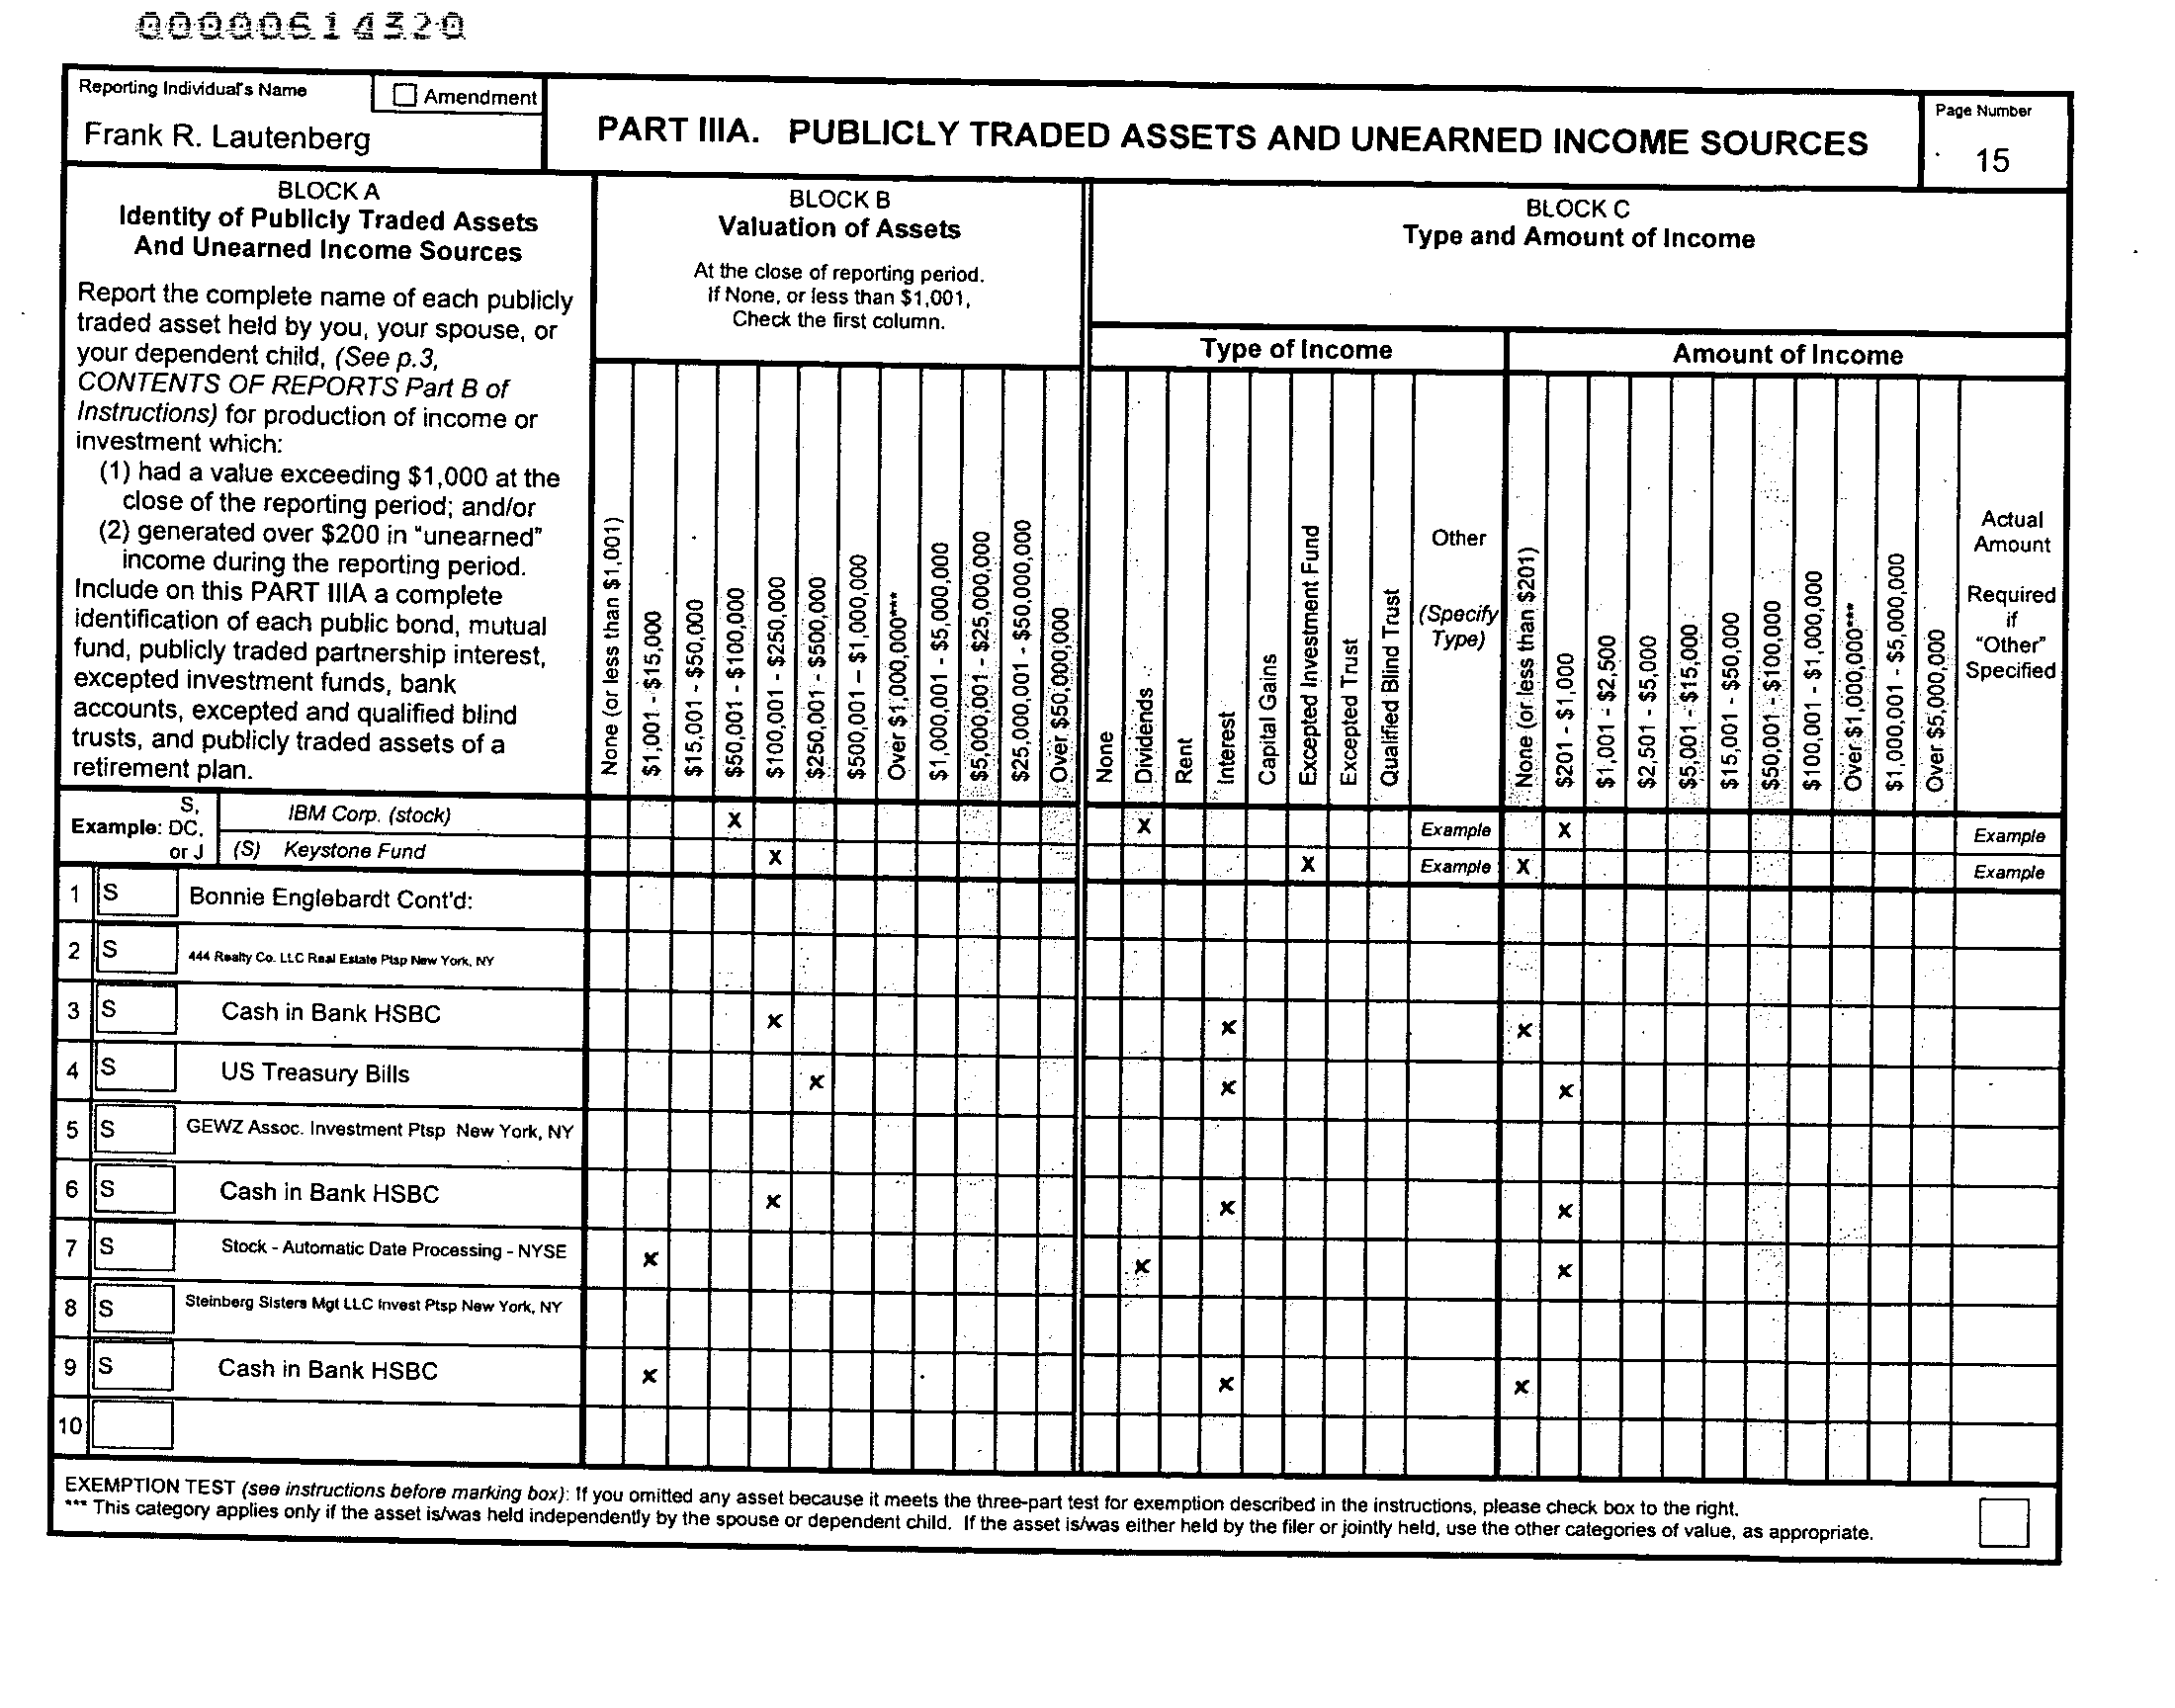 00000614320
Reporting Individual's Name
Amendment
Frank R. Lautenberg
PART IIIA. PUBLICLY TRADED ASSETS AND UNEARNED INCOME SOURCES
Page Number
15
BLOCK A
Identity of Publicly Traded Assets
And Unearned Income Sources
Report the complete name of each publicly
traded asset held by you, your spouse, or
your dependent child, (See p.3,
CONTENTS OF REPORTS Part B of
Instructions) for production of income or
investment which:
(1) had a value exceeding $1,000 at the
close of the reporting period; and/or
(2) generated over $200 in "unearned"
income during the reporting period.
Include on this PART IIIA a complete
identification of each public bond, mutual
fund, publicly traded partnership interest,
excepted investment funds, bank
accounts, excepted and qualified blind
trusts, and publicly traded assets of a
retirement plan.
BLOCK B
Valuation of Assets
At the close of reporting period.
If None, or less than $1,001,
Check the first column.
None (or less than $1,001)
$1,001 - $15,000
$15,001 - $50,000
$50,001 - $100,000
$100,001 - $250,000
$250,001 - $500,000
$500,001 – $1,000,000
Over $1,000,000***
$1,000,001 - $5,000,000
$5,000,001 - $25,000,000
$25,000,001 - $50,000,000
Over $50,000,000
BLOCK C
Type and Amount of Income
Type of Income
None
Dividends
Rent
Interest
Capital Gains
Excepted Investment Fund
Excepted Trust
Qualified Blind Trust
Other
(Specify
Type)
Amount of Income
None (or less than $201)
$201 - $1,000
$1,001 - $2,500
$2,501 - $5,000
$5,001 - $15,000
$15,001 - $50,000
$50,001 - $100,000
$100,001 - $1,000,000
Over $1,000,000***
$1,000,001 - $5,000,000
Over $5,000,000
Actual
Amount
Required
if
"Other"
Specified
Example: S,
DC,
or J
IBM Corp. (stock) X X Example X Example
(S) Keystone Fund X X Example X Example
1 S Bonnie Englebardt Cont'd:
2 S 444 Realty Co. LLC Real Estate Ptsp New York, NY
3 S Cash in Bank HSBC x x x
4 S US Treasury Bills x x x
5 S GEWZ Assoc. Investment Ptsp New York, NY
6 S Cash in Bank HSBC x x x
7 S Stock - Automatic Date Processing - NYSE x x x
8 S Steinberg Sisters Mgt LLC Invest Ptsp New York, NY
9 S Cash in Bank HSBC x x x
10
EXEMPTION TEST (see instructions before marking box): If you omitted any asset because it meets the three-part test for exemption described in the instructions, please check box to the right.
*** This category applies only if the asset is/was held independently by the spouse or dependent child. If the asset is/was either held by the filer or jointly held, use the other categories of value, as appropriate.